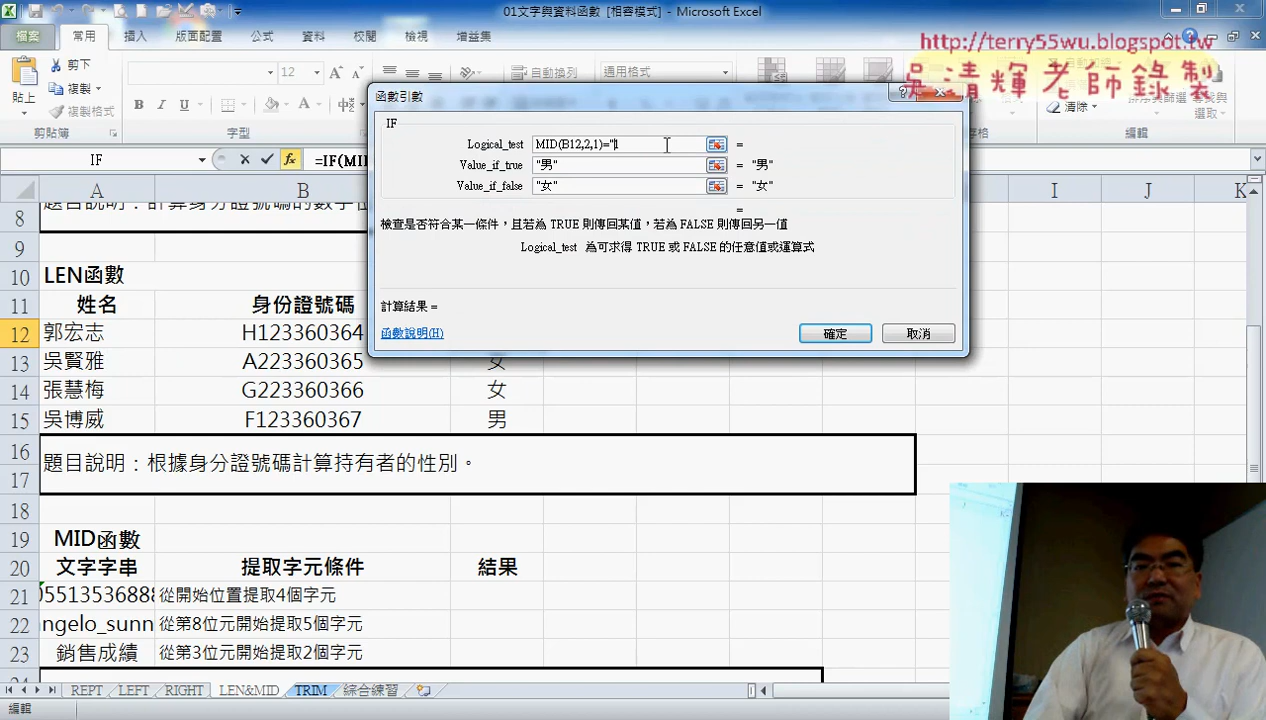 01文字與資料函數 [相容模式] - Microsoft Excel
http://terry55wu.blogspot.tw
吳清輝老師錄製
檔案 常用 插入 版面配置 公式 資料 校閱 檢視 增益集
貼上 剪下 複製 複製格式 剪貼簿
12 B I U 字型
自動換列 通用格式
清除 編輯
IF =IF(MI
函數引數
IF
Logical_test MID(B12,2,1)="1 =
Value_if_true "男" = "男"
Value_if_false "女" = "女"
=
檢查是否符合某一條件，且若為 TRUE 則傳回某值，若為 FALSE 則傳回另一值
Logical_test 為可求得 TRUE 或 FALSE 的任意值或運算式
計算結果 =
函數說明(H) 確定 取消
A B I J K
8
9
10 LEN函數
11 姓名 身份證號碼
12 郭宏志 H123360364
13 吳賢雅 A223360365 女
14 張慧梅 G223360366 女
15 吳博威 F123360367 男
16 題目說明：根據身分證號碼計算持有者的性別。
17
18
19 MID函數
20 文字字串 提取字元條件 結果
21 0551353688 從開始位置提取4個字元
22 ngelo_sunn 從第8位元開始提取5個字元
23 銷售成績 從第3位元開始提取2個字元
REPT LEFT RIGHT LEN&MID TRIM 綜合練習
編輯